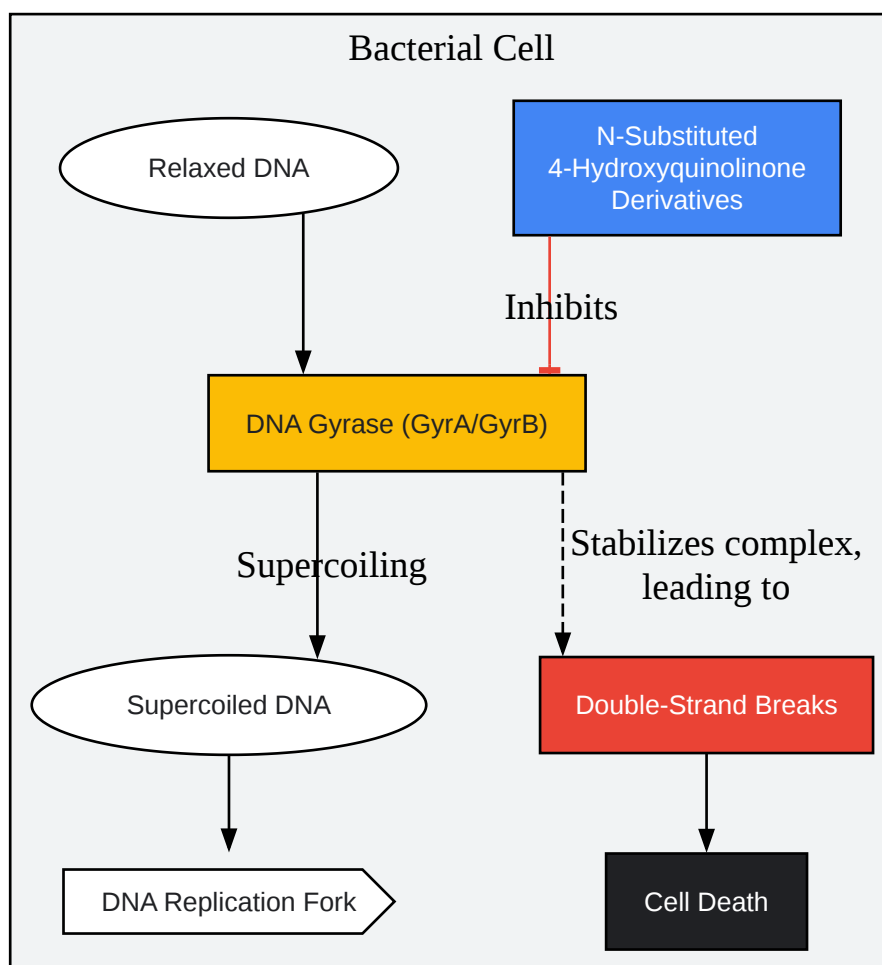 Bacterial Cell
Relaxed DNA
N-Substituted
4-Hydroxyquinolinone
Derivatives
Inhibits
DNA Gyrase (GyrA/GyrB)
Supercoiling
Stabilizes complex,
leading to
Supercoiled DNA
Double-Strand Breaks
DNA Replication Fork
Cell Death